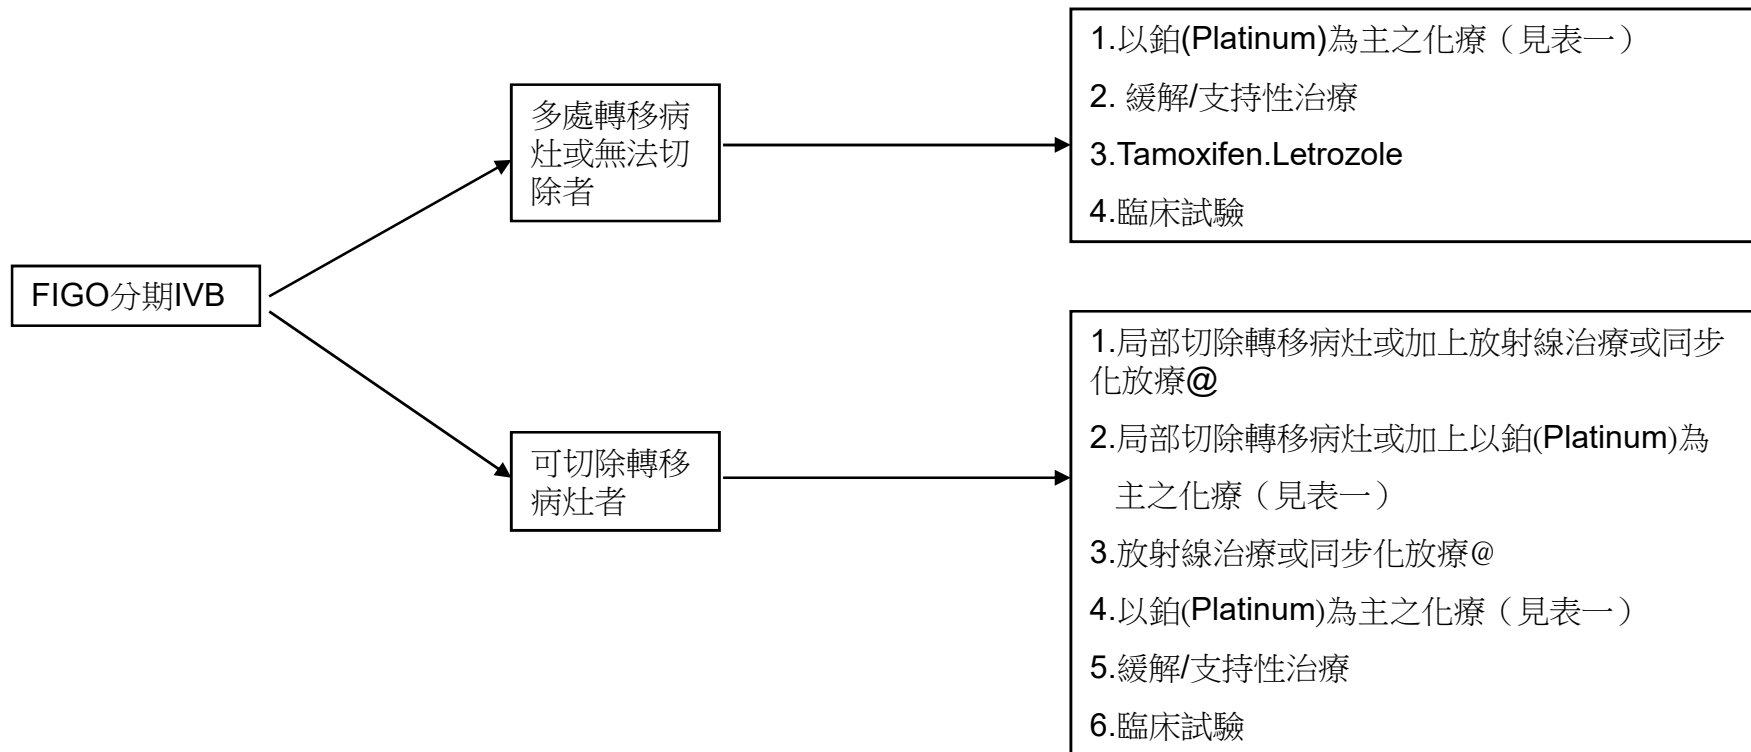 FIGO分期IVB
多處轉移病
灶或無法切
除者
1.以鉑(Platinum)為主之化療（見表一）
2. 緩解/支持性治療
3.Tamoxifen.Letrozole
4.臨床試驗
可切除轉移
病灶者
1.局部切除轉移病灶或加上放射線治療或同步
化放療@
2.局部切除轉移病灶或加上以鉑(Platinum)為
主之化療（見表一）
3.放射線治療或同步化放療@
4.以鉑(Platinum)為主之化療（見表一）
5.緩解/支持性治療
6.臨床試驗